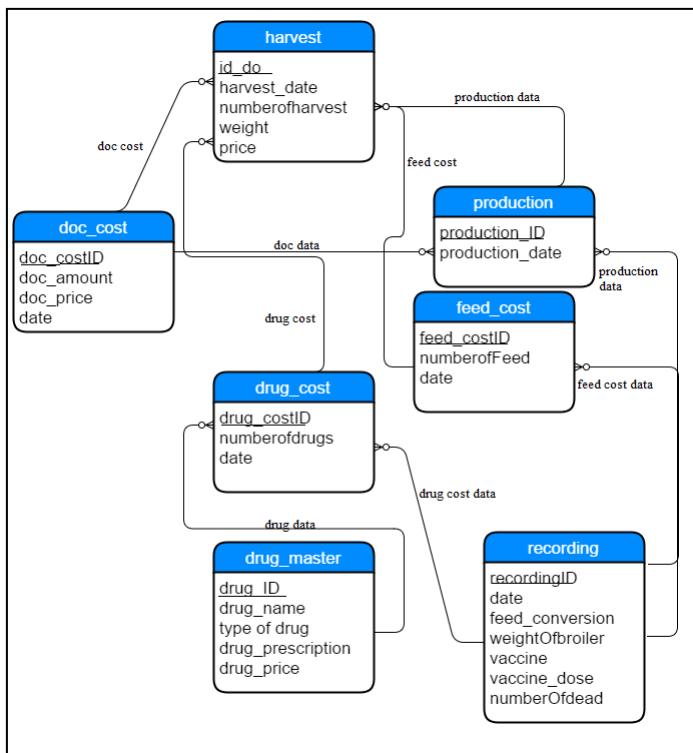 harvest
id_do
harvest_date
numberofharvest
weight
price
production data
doc cost
feed cost
doc_cost
doc_costID
doc_amount
doc_price
date
doc data
production
production_ID
production_date
production
data
feed_cost
feed_costID
numberofFeed
date
drug cost
feed cost data
drug_cost
drug_costID
numberofdrugs
date
drug cost data
drug data
drug_master
drug_ID
drug_name
type of drug
drug_prescription
drug_price
recording
recordingID
date
feed_conversion
weightOfbroiler
vaccine
vaccine_dose
numberOfdead